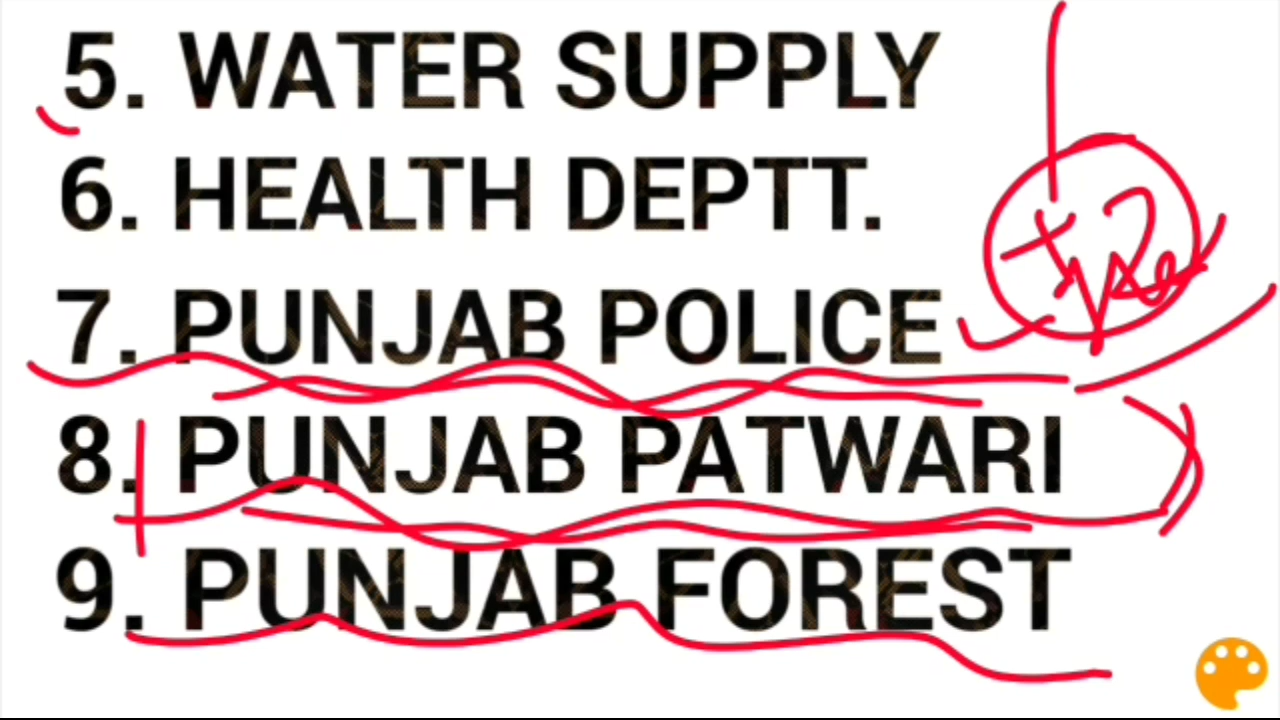 5. WATER SUPPLY
6. HEALTH DEPTT.
7. PUNJAB POLICE
8. PUNJAB PATWARI
9. PUNJAB FOREST